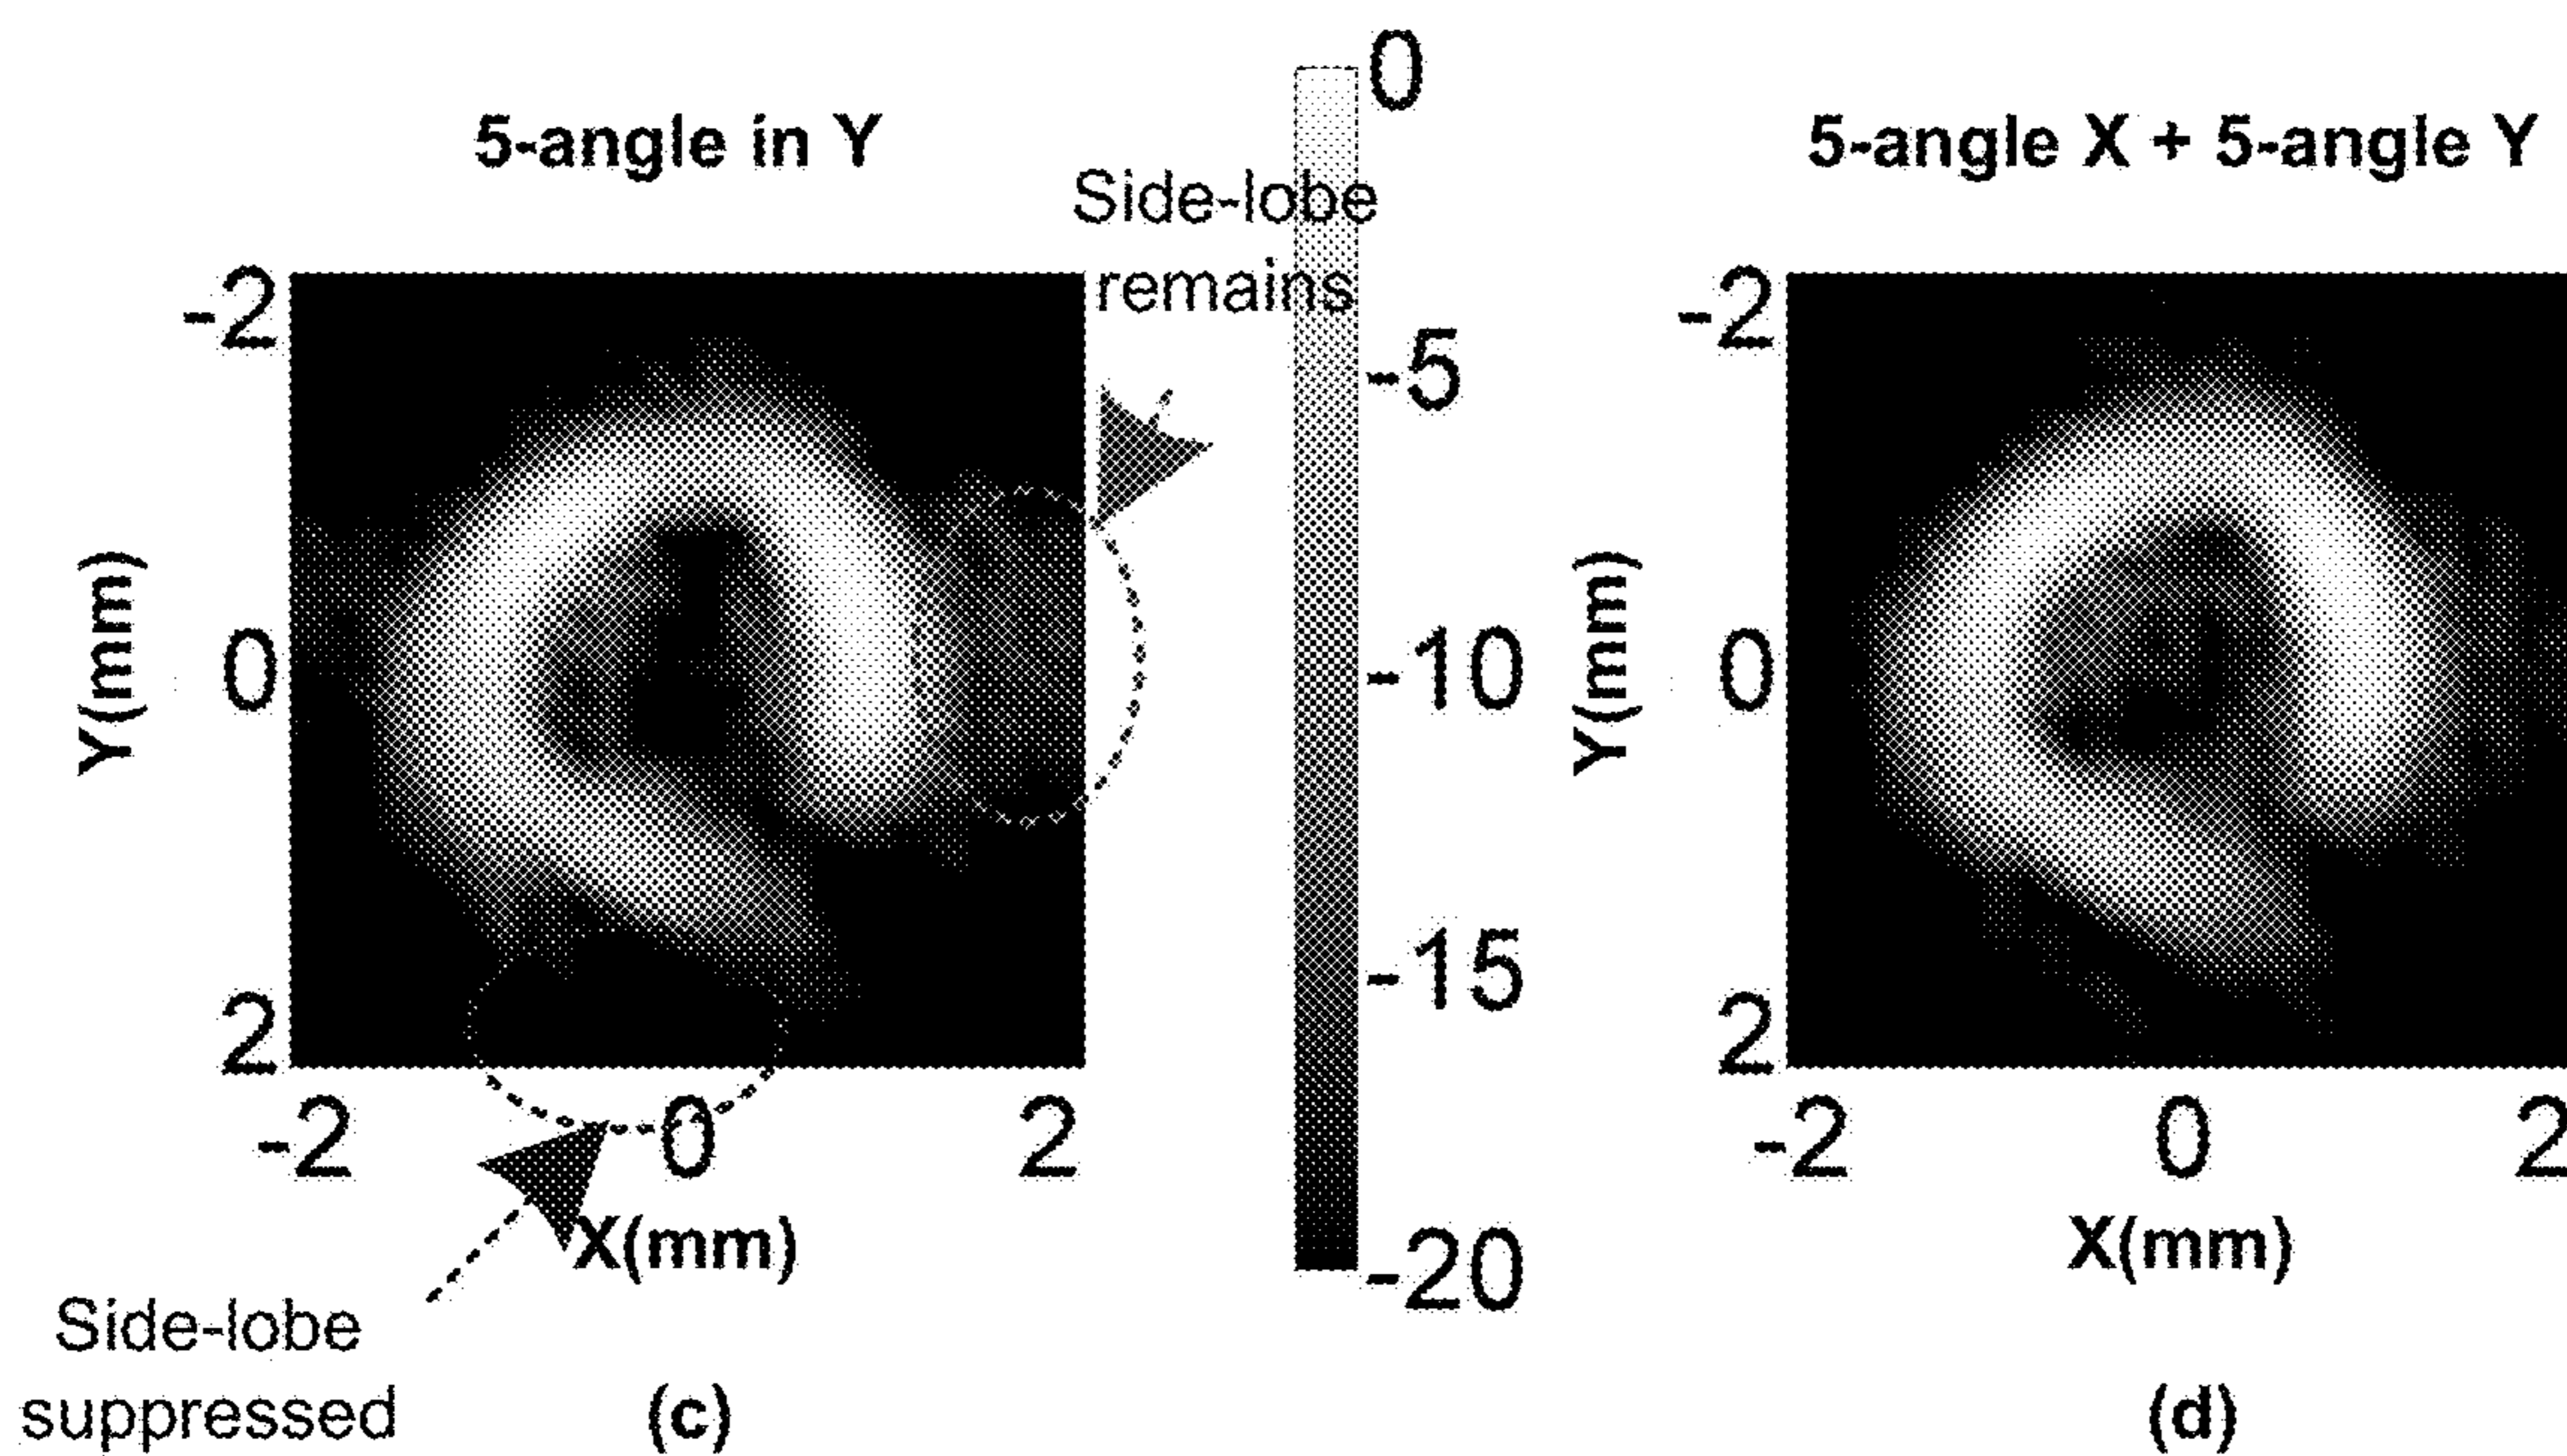 5-angle in Y
Side-lobe
remains
-2
0
2
Y(mm)
-2
0
2
X(mm)
Side-lobe
suppressed
(c)
0
-5
-10
-15
-20
5-angle X + 5-angle Y
-2
0
2
Y(mm)
-2
0
2
X(mm)
(d)